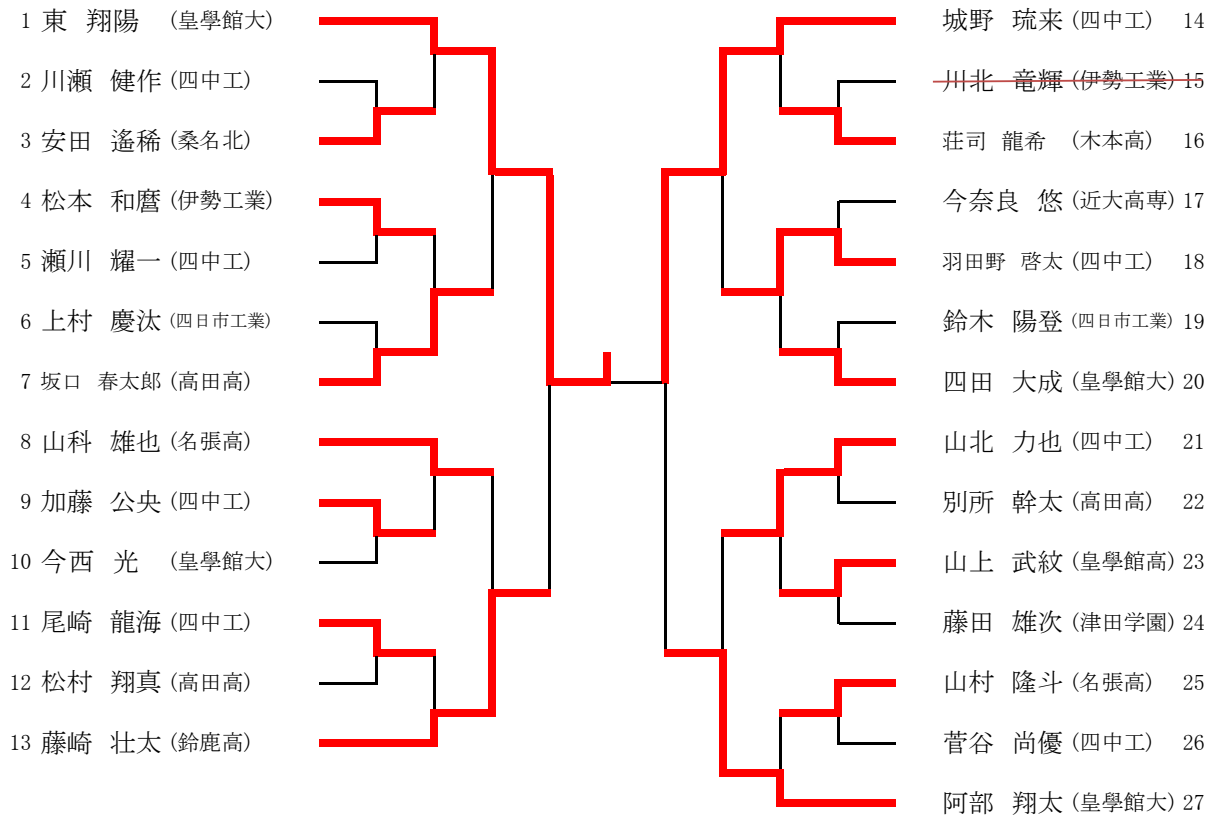 1 東 翔陽 (皇學館大)
2 川瀬 健作 (四中工)
3 安田 遙稀 (桑名北)
4 松本 和麿 (伊勢工業)
5 瀬川 耀一 (四中工)
6 上村 慶汰 (四日市工業)
7 坂口 春太郎 (高田高)
8 山科 雄也 (名張高)
9 加藤 公央 (四中工)
10 今西 光 (皇學館大)
11 尾崎 龍海 (四中工)
12 松村 翔真 (高田高)
13 藤崎 壮太 (鈴鹿高)
城野 琉来 (四中工) 14
川北 竜輝 (伊勢工業) 15
荘司 龍希 (木本高) 16
今奈良 悠 (近大高専) 17
羽田野 啓太 (四中工) 18
鈴木 陽登 (四日市工業) 19
四田 大成 (皇學館大) 20
山北 力也 (四中工) 21
別所 幹太 (高田高) 22
山上 武紋 (皇學館高) 23
藤田 雄次 (津田学園) 24
山村 隆斗 (名張高) 25
菅谷 尚優 (四中工) 26
阿部 翔太 (皇學館大) 27